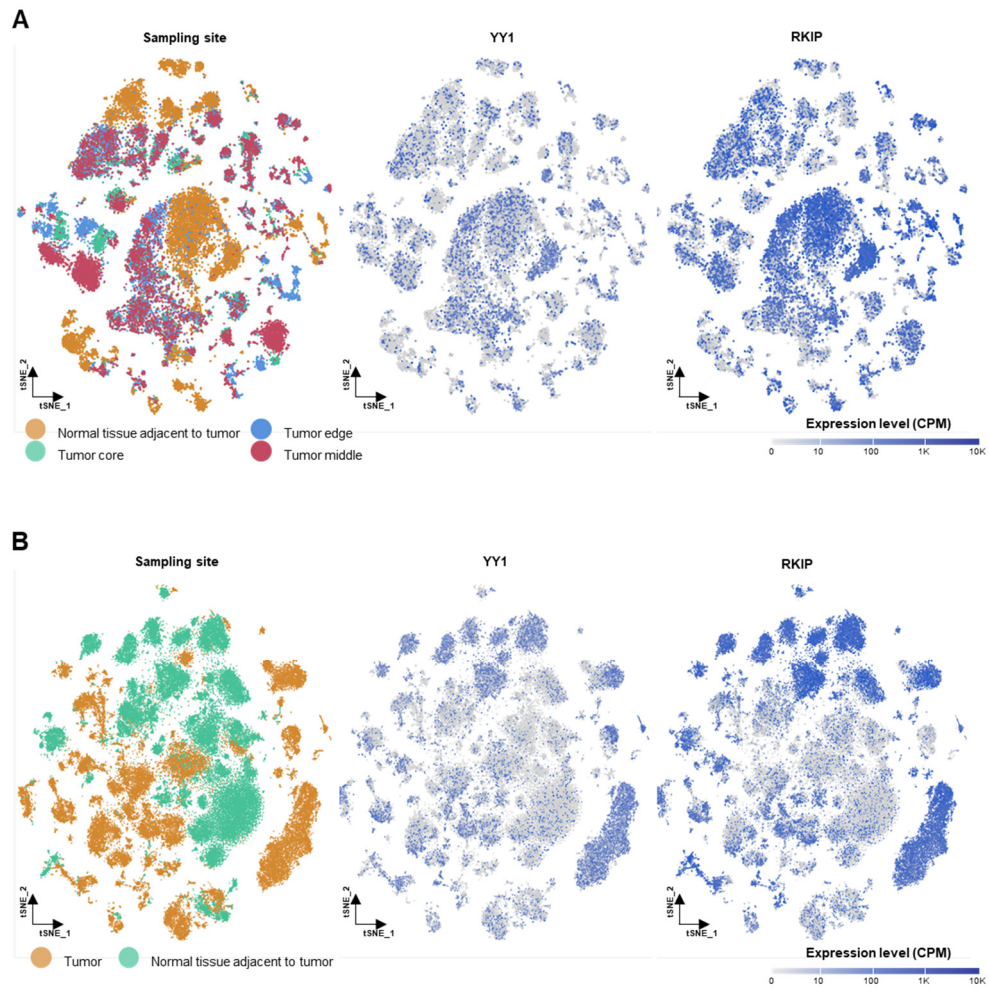 A
Sampling site
YY1
RKIP
tSNE_2
tSNE_1
tSNE_2
tSNE_1
tSNE_2
tSNE_1
Normal tissue adjacent to tumor
Tumor edge
Tumor core
Tumor middle
Expression level (CPM)
0 10 100 1K 10K
B
Sampling site
YY1
RKIP
tSNE_2
tSNE_1
tSNE_2
tSNE_1
tSNE_2
tSNE_1
Tumor
Normal tissue adjacent to tumor
Expression level (CPM)
0 10 100 1K 10K